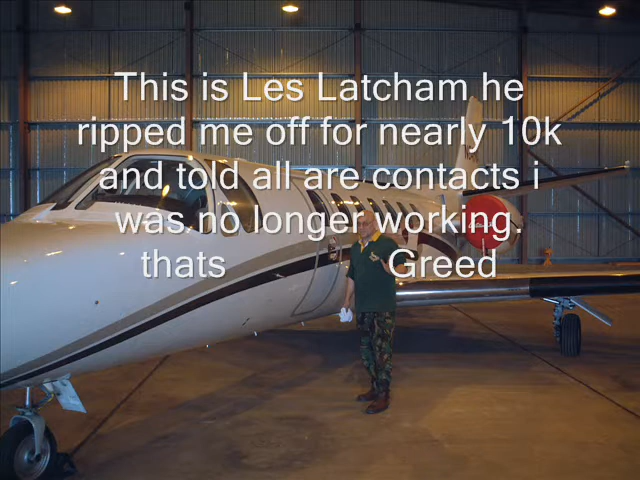 This is Les Latcham he
ripped me off for nearly 10k
and told all are contacts i
was no longer working.
thats Greed